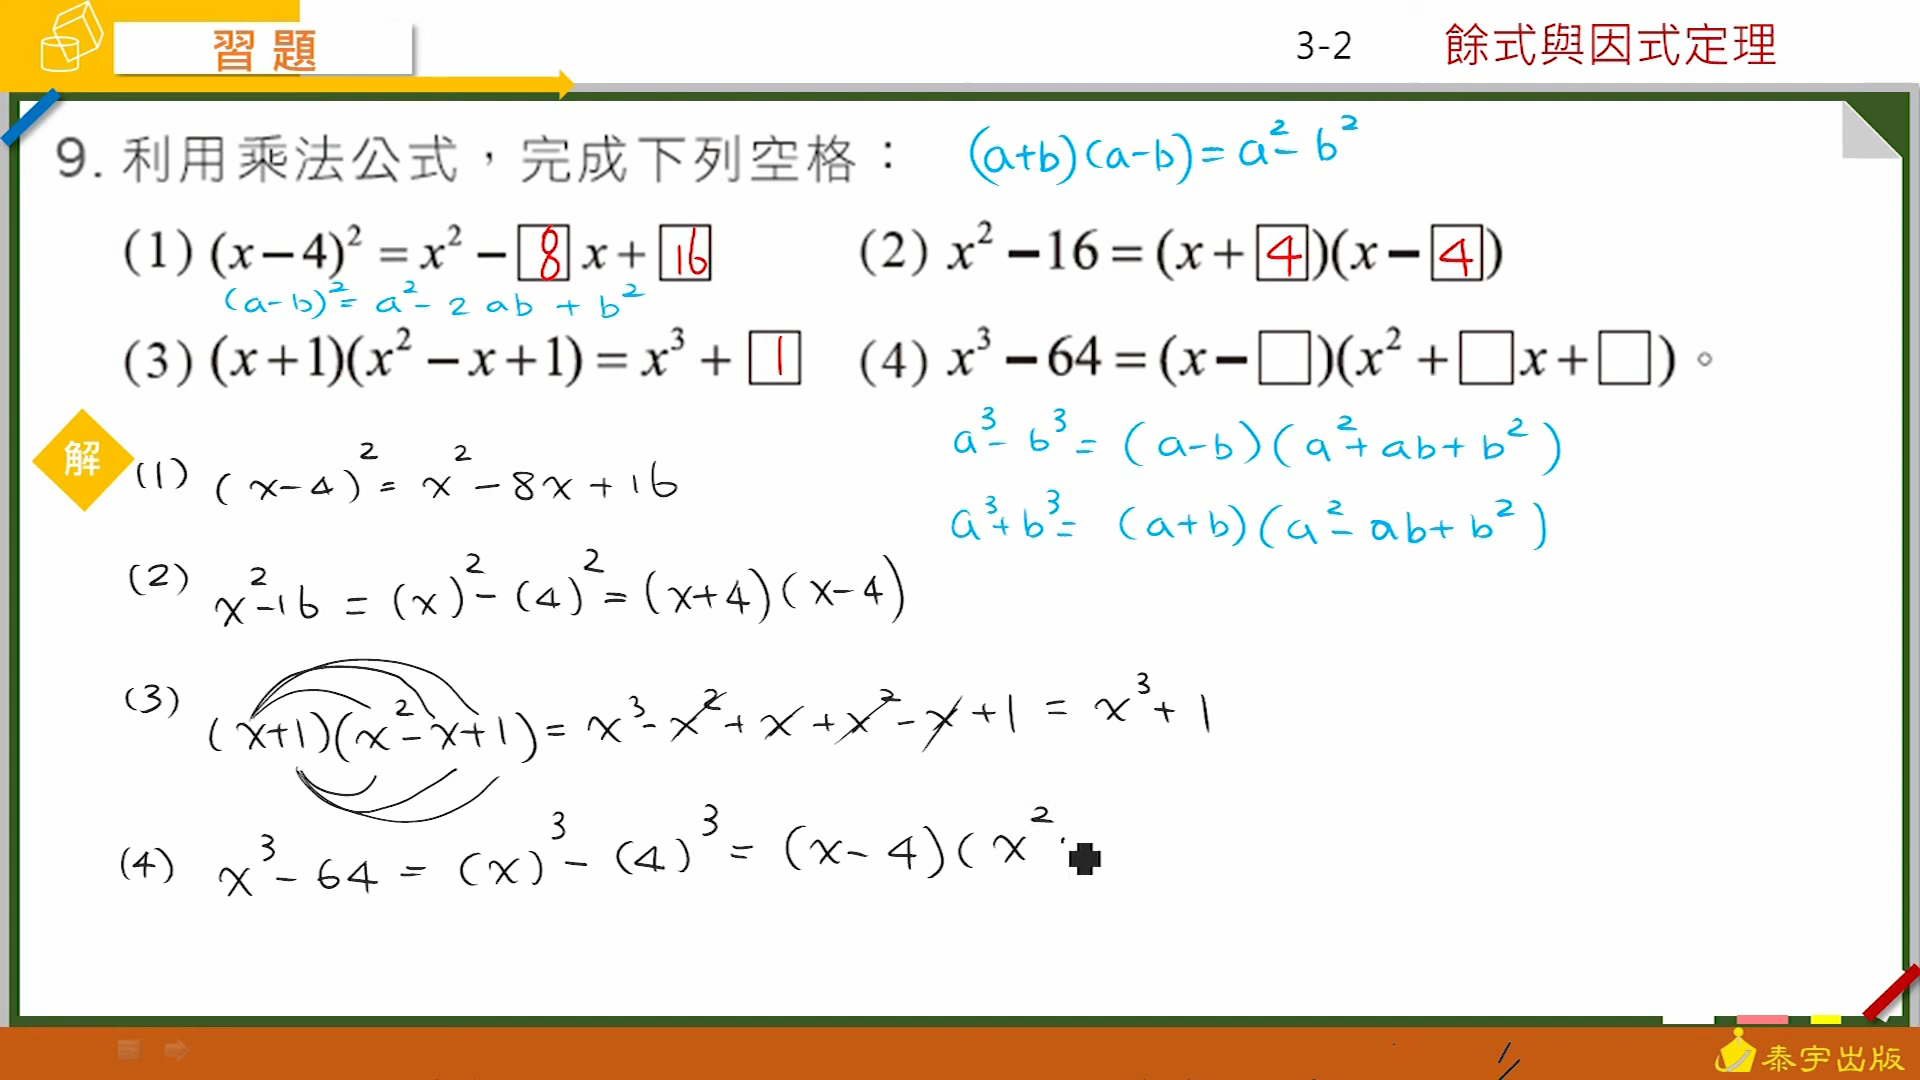 習題
3-2 餘式與因式定理
9. 利用乘法公式，完成下列空格：
(a+b)(a-b)=a²-b²
(1) (x-4)² = x² - 8 x + 16
(2) x² - 16 = (x + 4)(x - 4)
(a-b)² = a² - 2ab + b²
(3) (x+1)(x² - x + 1) = x³ + 1
(4) x³ - 64 = (x - □)(x² + □x + □)。
a³ - b³ = (a-b)(a² + ab + b²)
a³ + b³ = (a+b)(a² - ab + b²)
解
(1) (x-4)² = x² - 8x + 16
(2) x² - 16 = (x)² - (4)² = (x+4)(x-4)
(3) (x+1)(x² - x + 1) = x³ - x² + x + x² - x + 1 = x³ + 1
(4) x³ - 64 = (x)³ - (4)³ = (x-4)(x²
泰宇出版